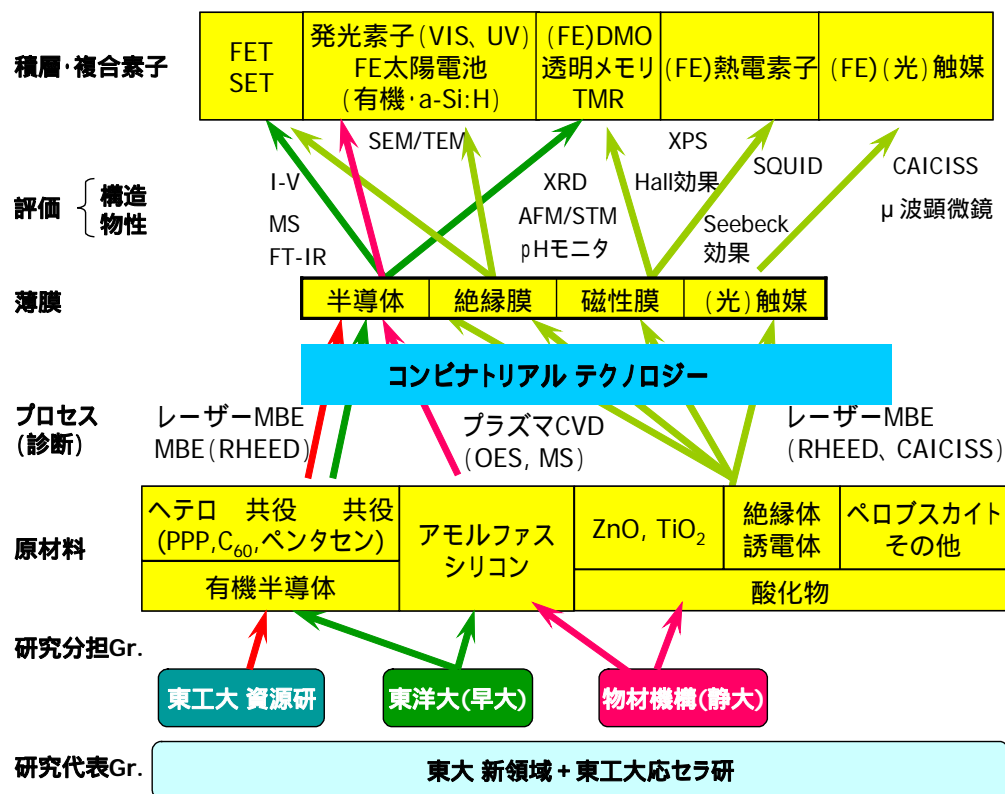 積層・複合素子
FET
SET
発光素子(VIS、UV)
FE太陽電池
(有機・a-Si:H)
(FE)DMO
透明メモリ
TMR
(FE)熱電素子
(FE)(光)触媒
評価
構造
物性
SEM/TEM
I-V
MS
FT-IR
XRD
AFM/STM
pHモニタ
XPS
Hall効果
SQUID
Seebeck
効果
CAICISS
μ波顕微鏡
薄膜
半導体
絶縁膜
磁性膜
(光)触媒
コンビナトリアル テクノロジー
プロセス
(診断)
レーザーMBE
MBE(RHEED)
プラズマCVD
(OES, MS)
レーザーMBE
(RHEED、CAICISS)
原材料
ヘテロ 共役 共役
(PPP,C60,ペンタセン)
有機半導体
アモルファス
シリコン
ZnO, TiO2
絶縁体
誘電体
ペロブスカイト
その他
酸化物
研究分担Gr.
東工大 資源研
東洋大(早大)
物材機構(静大)
研究代表Gr.
東大 新領域+東工大応セラ研